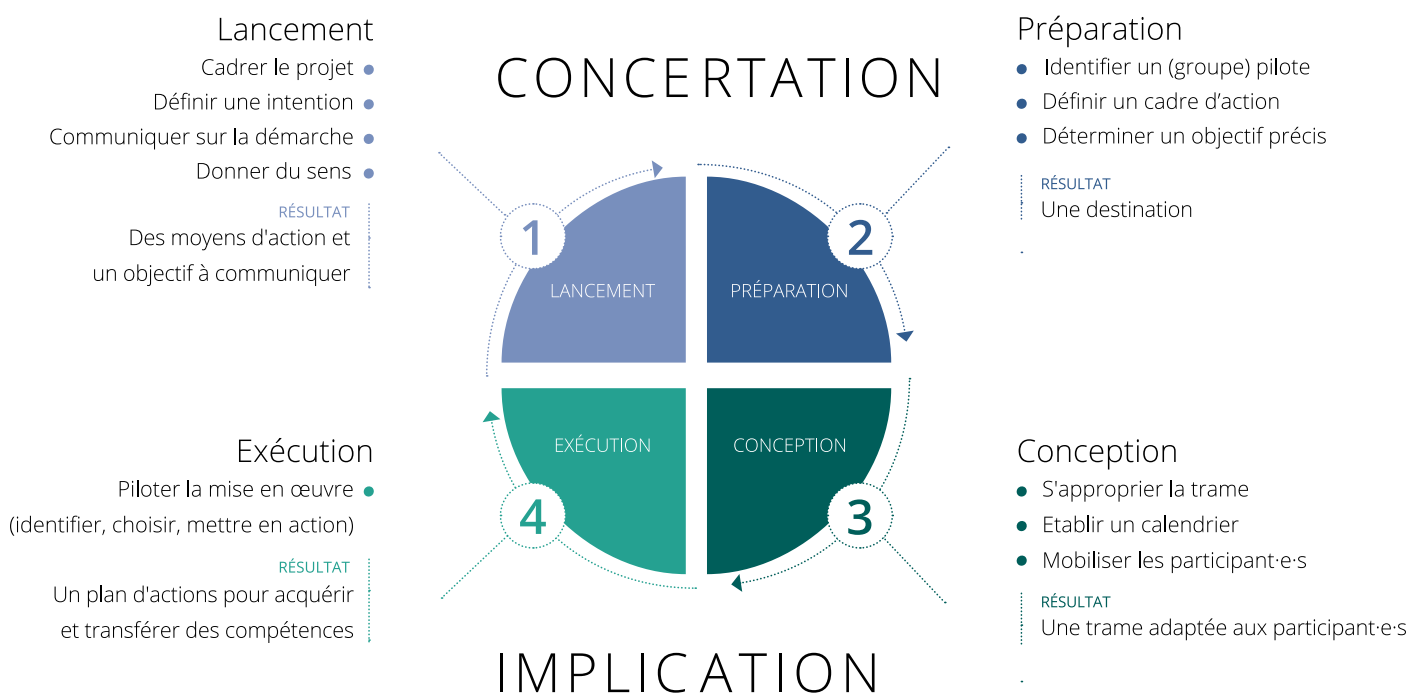 CONCERTATION
Lancement
Cadrer le projet
Définir une intention
Communiquer sur la démarche
Donner du sens
RÉSULTAT
Des moyens d'action et
un objectif à communiquer
Préparation
Identifier un (groupe) pilote
Définir un cadre d’action
Déterminer un objectif précis
RÉSULTAT
Une destination
1
LANCEMENT
2
PRÉPARATION
EXÉCUTION
4
CONCEPTION
3
Exécution
Piloter la mise en œuvre
(identifier, choisir, mettre en action)
RÉSULTAT
Un plan d'actions pour acquérir
et transférer des compétences
Conception
S'approprier la trame
Etablir un calendrier
Mobiliser les participant·e·s
RÉSULTAT
Une trame adaptée aux participant·e·s
IMPLICATION